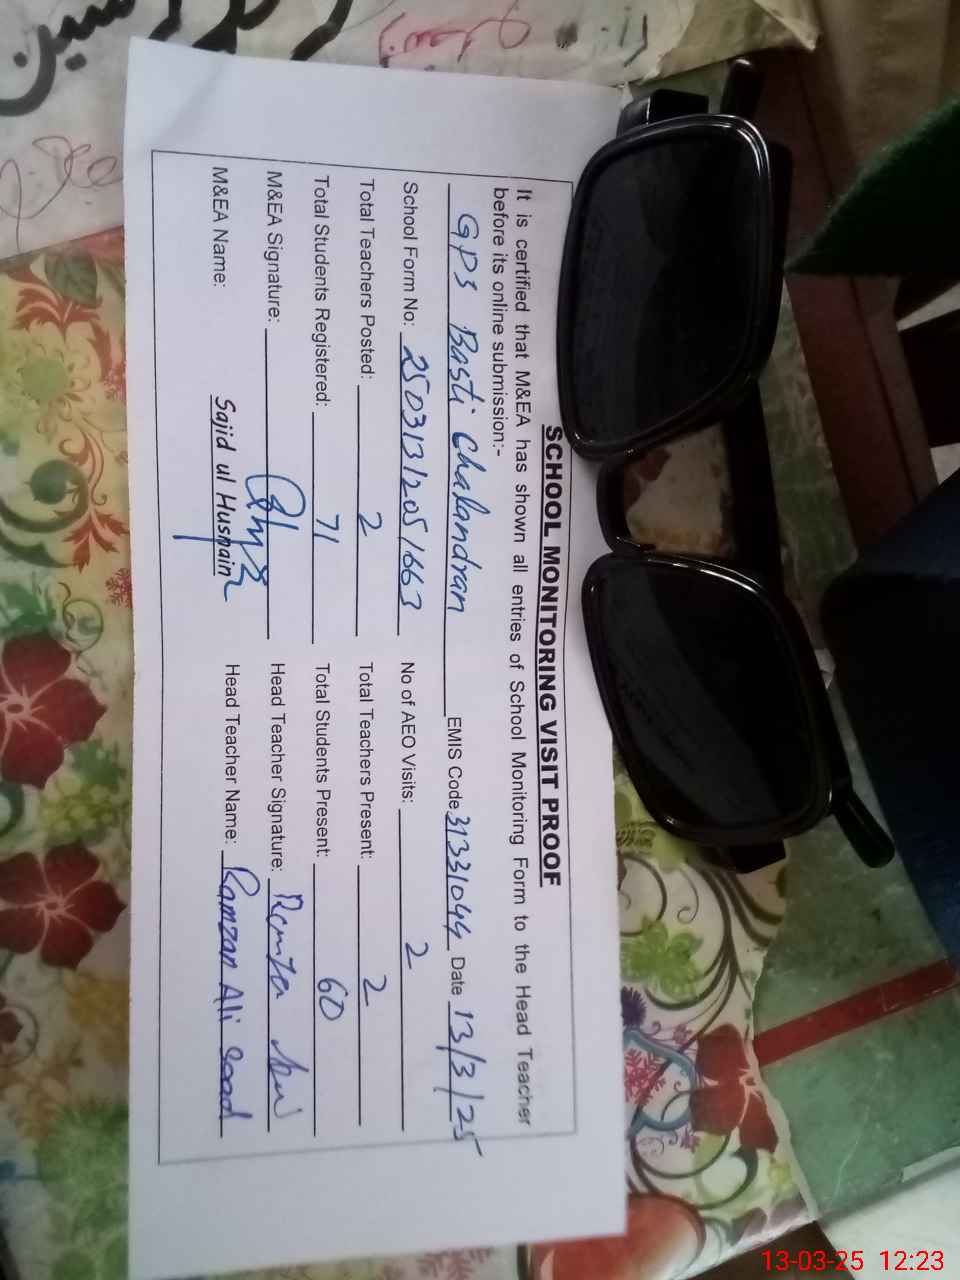 SCHOOL MONITORING VISIT PROOF
It is certified that M&EA has shown all entries of School Monitoring Form to the Head Teacher
before its online submission:-
GPS Basti Chalandran EMIS Code 31331044 Date 13/3/25
School Form No: 25031312051663 No of AEO Visits: 2
Total Teachers Posted: 2 Total Teachers Present: 2
Total Students Registered: 71 Total Students Present: 60
M&EA Signature: Head Teacher Signature:
M&EA Name: Sajid ul Husnain Head Teacher Name: Ramzan Ali
13-03-25 12:23